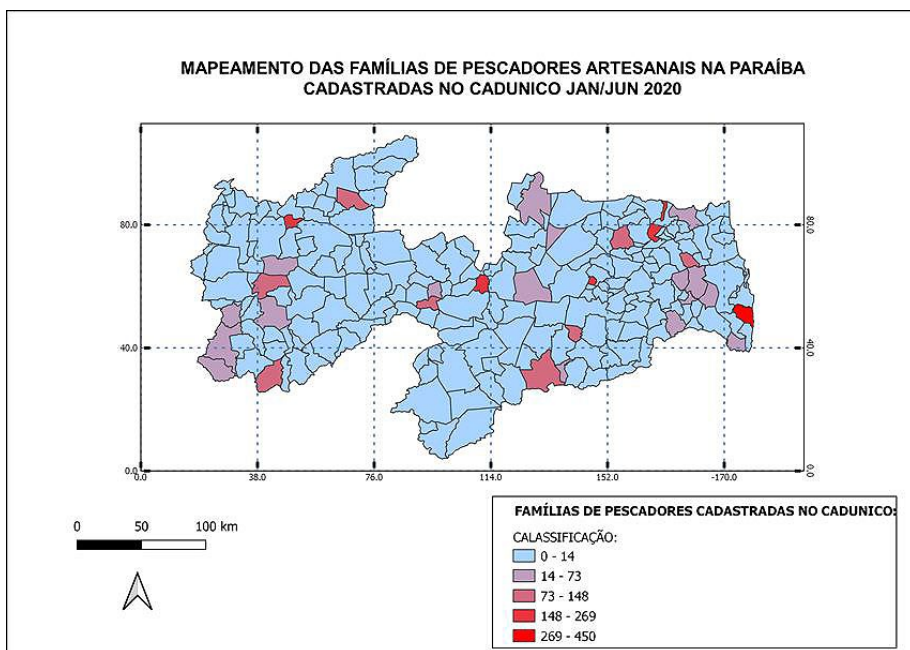 MAPEAMENTO DAS FAMÍLIAS DE PESCADORES ARTESANAIS NA PARAÍBA
CADASTRADAS NO CADUNICO JAN/JUN 2020
80.0
80.0
40.0
40.0
0.0
0.0
0.0
38.0
76.0
114.0
152.0
-170.0
0 50 100 km
FAMÍLIAS DE PESCADORES CADASTRADAS NO CADUNICO:
CALASSIFICAÇÃO:
0 - 14
14 - 73
73 - 148
148 - 269
269 - 450